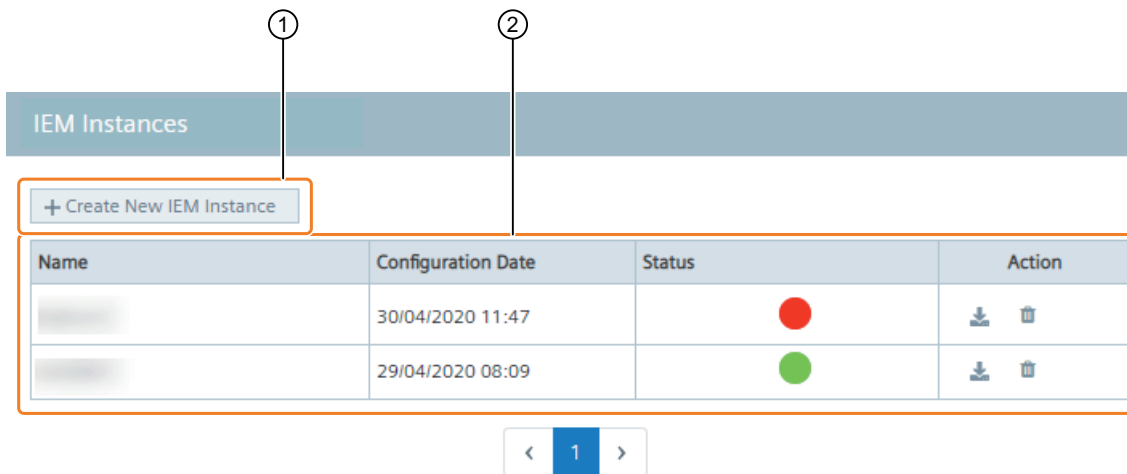 1 2
IEM Instances
+ Create New IEM Instance
Name Configuration Date Status Action
30/04/2020 11:47
29/04/2020 08:09
< 1 >